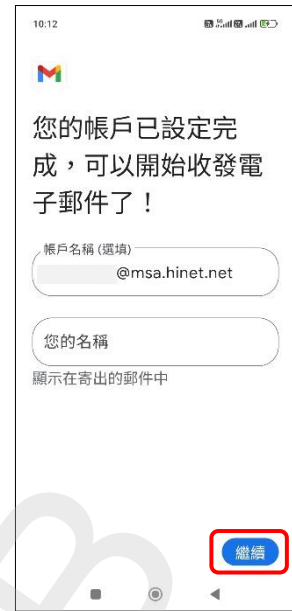 10:12
您的帳戶已設定完
成，可以開始收發電
子郵件了！
帳戶名稱 (選填)
@msa.hinet.net
您的名稱
顯示在寄出的郵件中
繼續